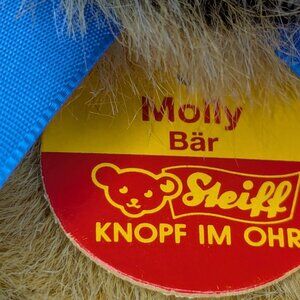 Molly
Bär
Steiff
KNOPF IM OHR